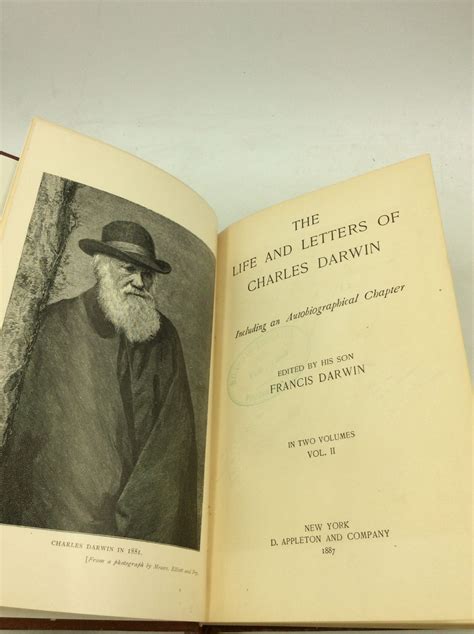 CHARLES DARWIN IN 1881.
[From a photograph by Messrs. Elliott and Fry.
THE
LIFE AND LETTERS OF
CHARLES DARWIN
Including an Autobiographical Chapter
EDITED BY HIS SON
FRANCIS DARWIN
IN TWO VOLUMES
VOL. II
NEW YORK
D. APPLETON AND COMPANY
1887